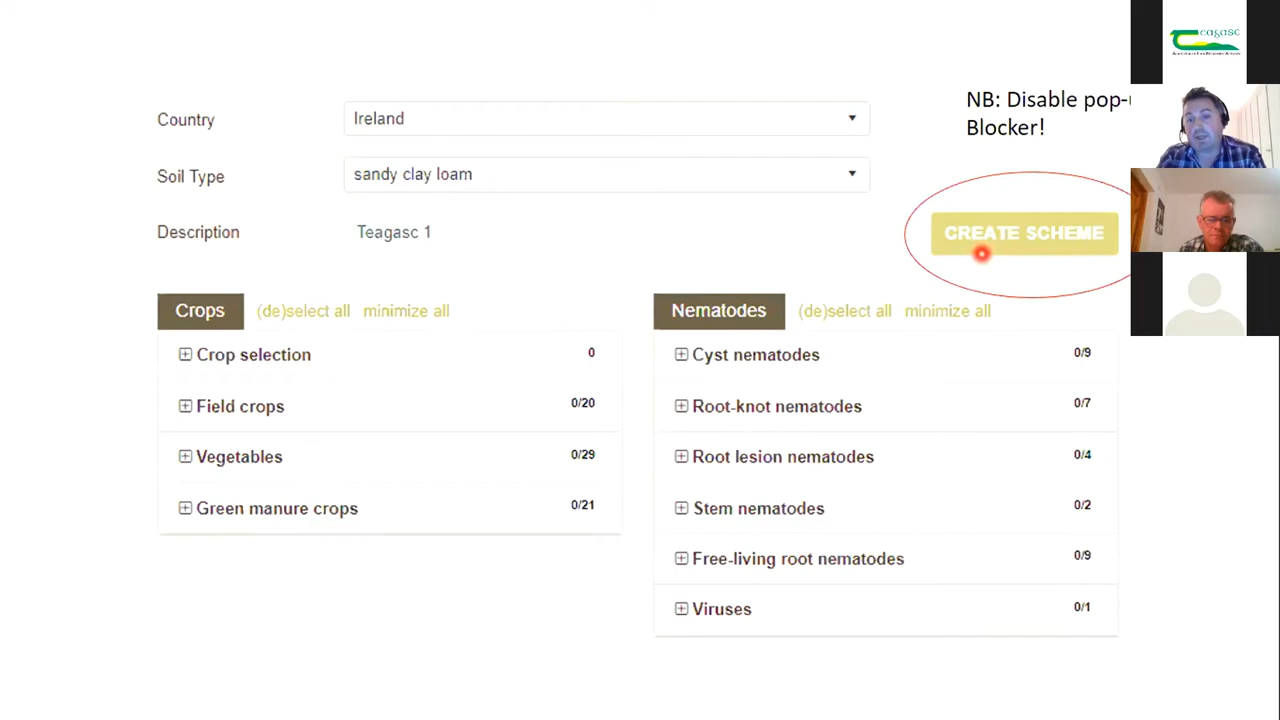 Teagasc
NB: Disable pop-
Blocker!
Country
Ireland
Soil Type
sandy clay loam
Description
Teagasc 1
CREATE SCHEME
Crops (de)select all minimize all
Crop selection 0
Field crops 0/20
Vegetables 0/29
Green manure crops 0/21
Nematodes (de)select all minimize all
Cyst nematodes 0/9
Root-knot nematodes 0/7
Root lesion nematodes 0/4
Stem nematodes 0/2
Free-living root nematodes 0/9
Viruses 0/1